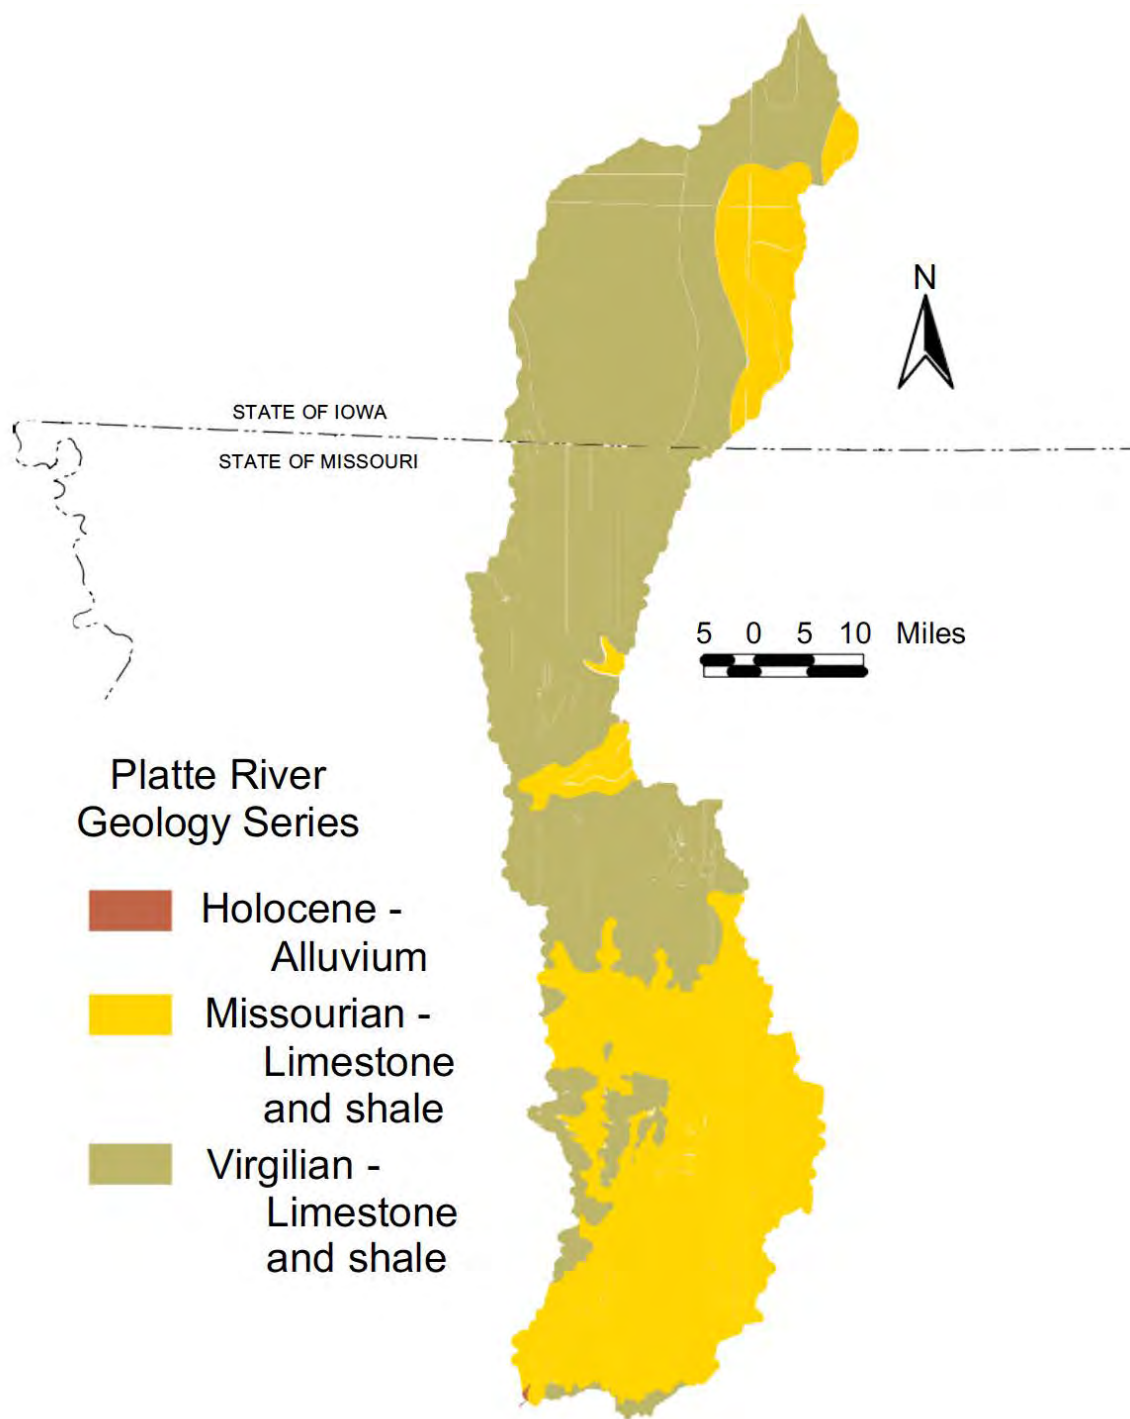 STATE OF IOWA
STATE OF MISSOURI
N
5 0 5 10 Miles
Platte River
Geology Series
Holocene -
Alluvium
Missourian -
Limestone
and shale
Virgilian -
Limestone
and shale